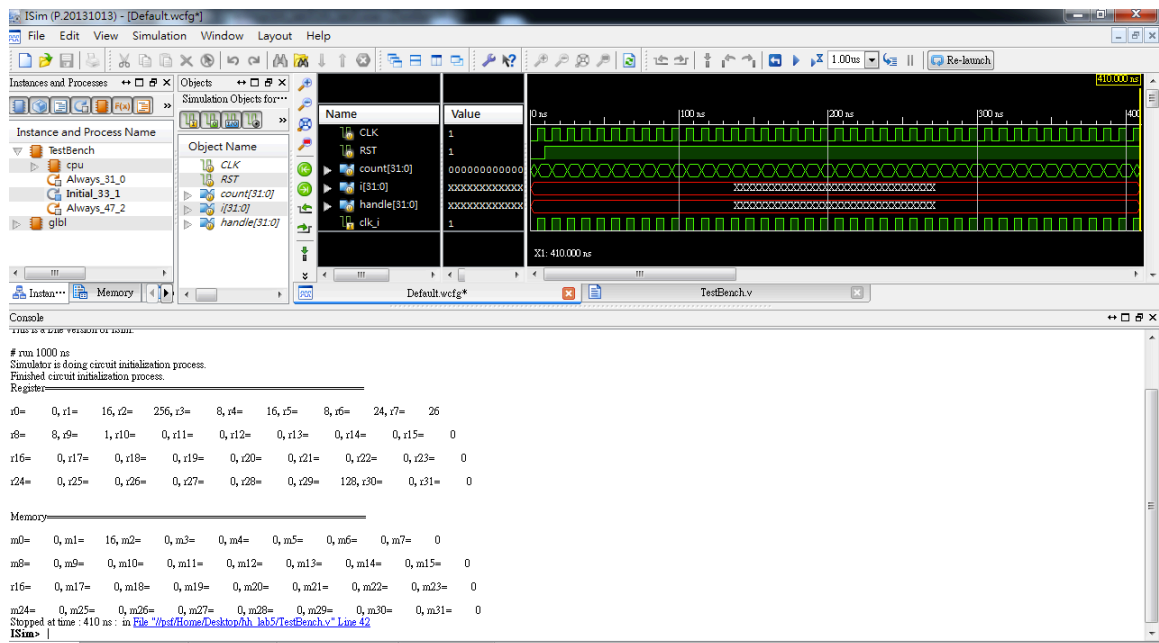 ISim (P.20131013) - [Default.wcfg*]
File Edit View Simulation Window Layout Help
1.00us Re-launch
Instances and Processes
Objects
Simulation Objects for...
Instance and Process Name
TestBench
cpu
Always_31_0
Initial_33_1
Always_47_2
glbl
Object Name
CLK
RST
count[31:0]
i[31:0]
handle[31:0]
Name Value
CLK 1
RST 1
count[31:0] 000000000000
i[31:0] XXXXXXXXXXXX
handle[31:0] XXXXXXXXXXXX
clk_i 1
410.000 ns
0 ns 100 ns 200 ns 300 ns 400
X1: 410.000 ns
Instan... Memory
Default.wcfg* TestBench.v
Console
This is a Lite version of ISim.
# run 1000 ns
Simulator is doing circuit initialization process.
Finished circuit initialization process.
Register=
r0= 0, r1= 16, r2= 256, r3= 8, r4= 16, r5= 8, r6= 24, r7= 26
r8= 8, r9= 1, r10= 0, r11= 0, r12= 0, r13= 0, r14= 0, r15= 0
r16= 0, r17= 0, r18= 0, r19= 0, r20= 0, r21= 0, r22= 0, r23= 0
r24= 0, r25= 0, r26= 0, r27= 0, r28= 0, r29= 128, r30= 0, r31= 0
Memory=
m0= 0, m1= 16, m2= 0, m3= 0, m4= 0, m5= 0, m6= 0, m7= 0
m8= 0, m9= 0, m10= 0, m11= 0, m12= 0, m13= 0, m14= 0, m15= 0
r16= 0, m17= 0, m18= 0, m19= 0, m20= 0, m21= 0, m22= 0, m23= 0
m24= 0, m25= 0, m26= 0, m27= 0, m28= 0, m29= 0, m30= 0, m31= 0
Stopped at time : 410 ns : in File "//psf/Home/Desktop/hh_lab5/TestBench.v" Line 42
ISim>